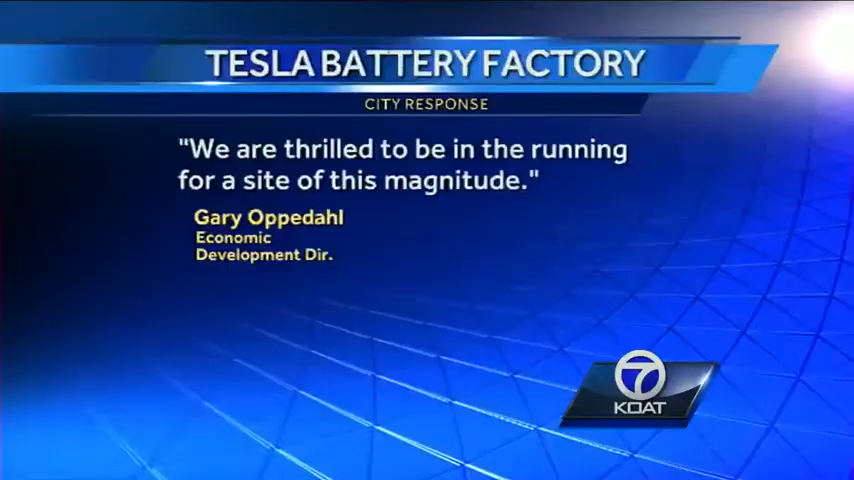 TESLA BATTERY FACTORY
CITY RESPONSE
"We are thrilled to be in the running
for a site of this magnitude."
Gary Oppedahl
Economic
Development Dir.
7
KOAT